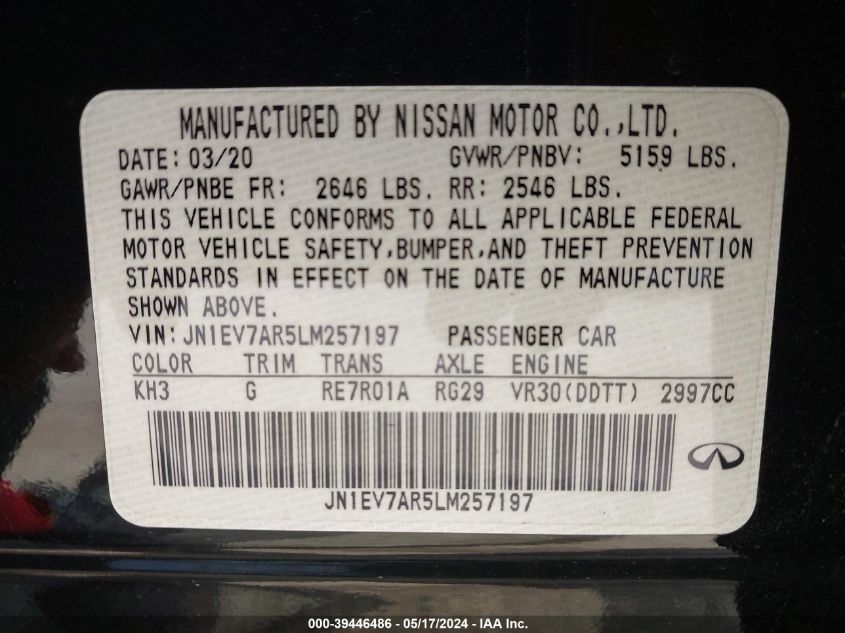 MANUFACTURED BY NISSAN MOTOR CO.,LTD.
DATE: 03/20 GVWR/PNBV: 5159 LBS.
GAWR/PNBE FR: 2646 LBS. RR: 2546 LBS.
THIS VEHICLE CONFORMS TO ALL APPLICABLE FEDERAL
MOTOR VEHICLE SAFETY,BUMPER,AND THEFT PREVENTION
STANDARDS IN EFFECT ON THE DATE OF MANUFACTURE
SHOWN ABOVE.
VIN:JN1EV7AR5LM257197 PASSENGER CAR
COLOR TRIM TRANS AXLE ENGINE
KH3 G RE7R01A RG29 VR30(DDTT) 2997CC
JN1EV7AR5LM257197
000-39446486 - 05/17/2024 - IAA Inc.